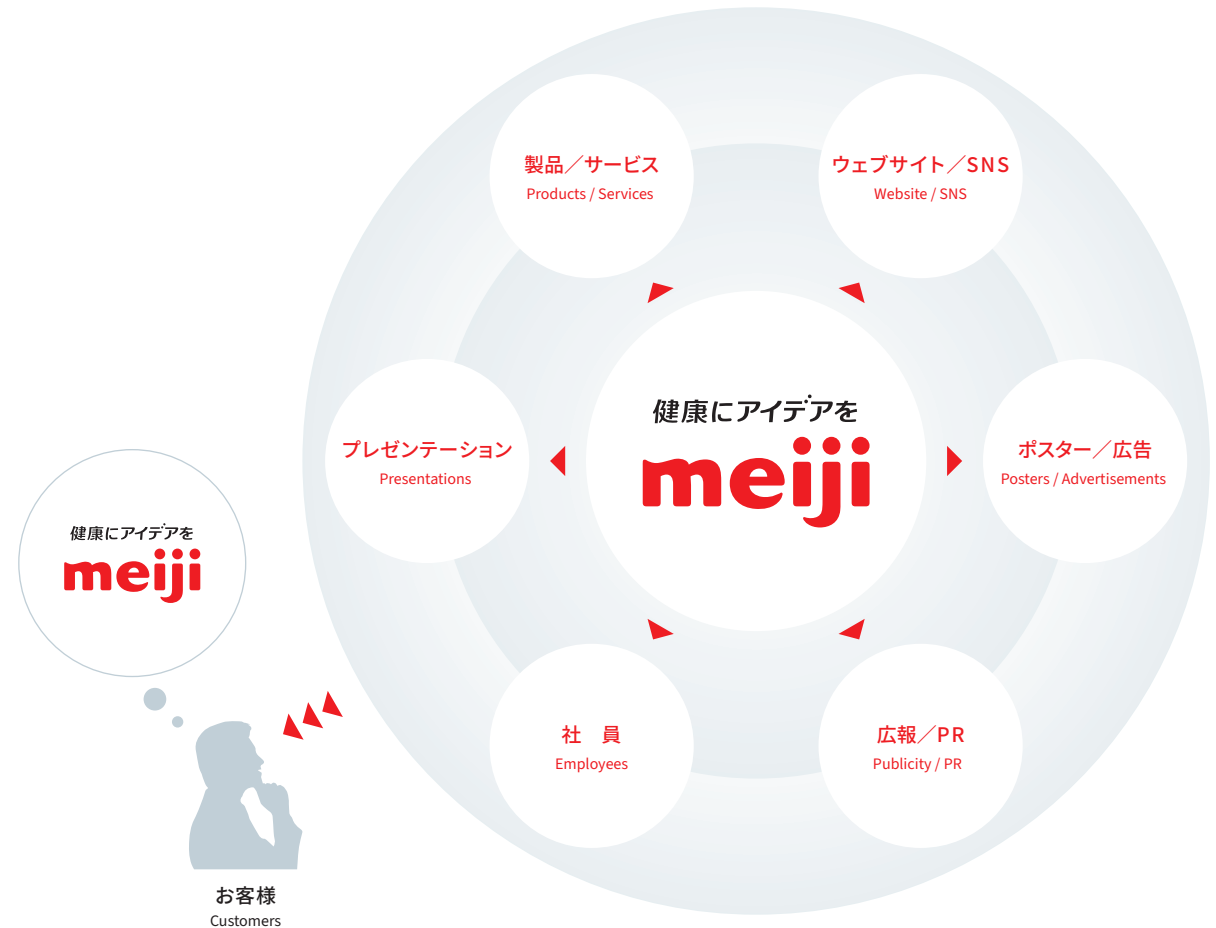 製品／サービス
Products / Services
ウェブサイト／SNS
Website / SNS
プレゼンテーション
Presentations
健康にアイデアを
meiji
ポスター／広告
Posters / Advertisements
健康にアイデアを
meiji
社　員
Employees
広報／PR
Publicity / PR
お客様
Customers